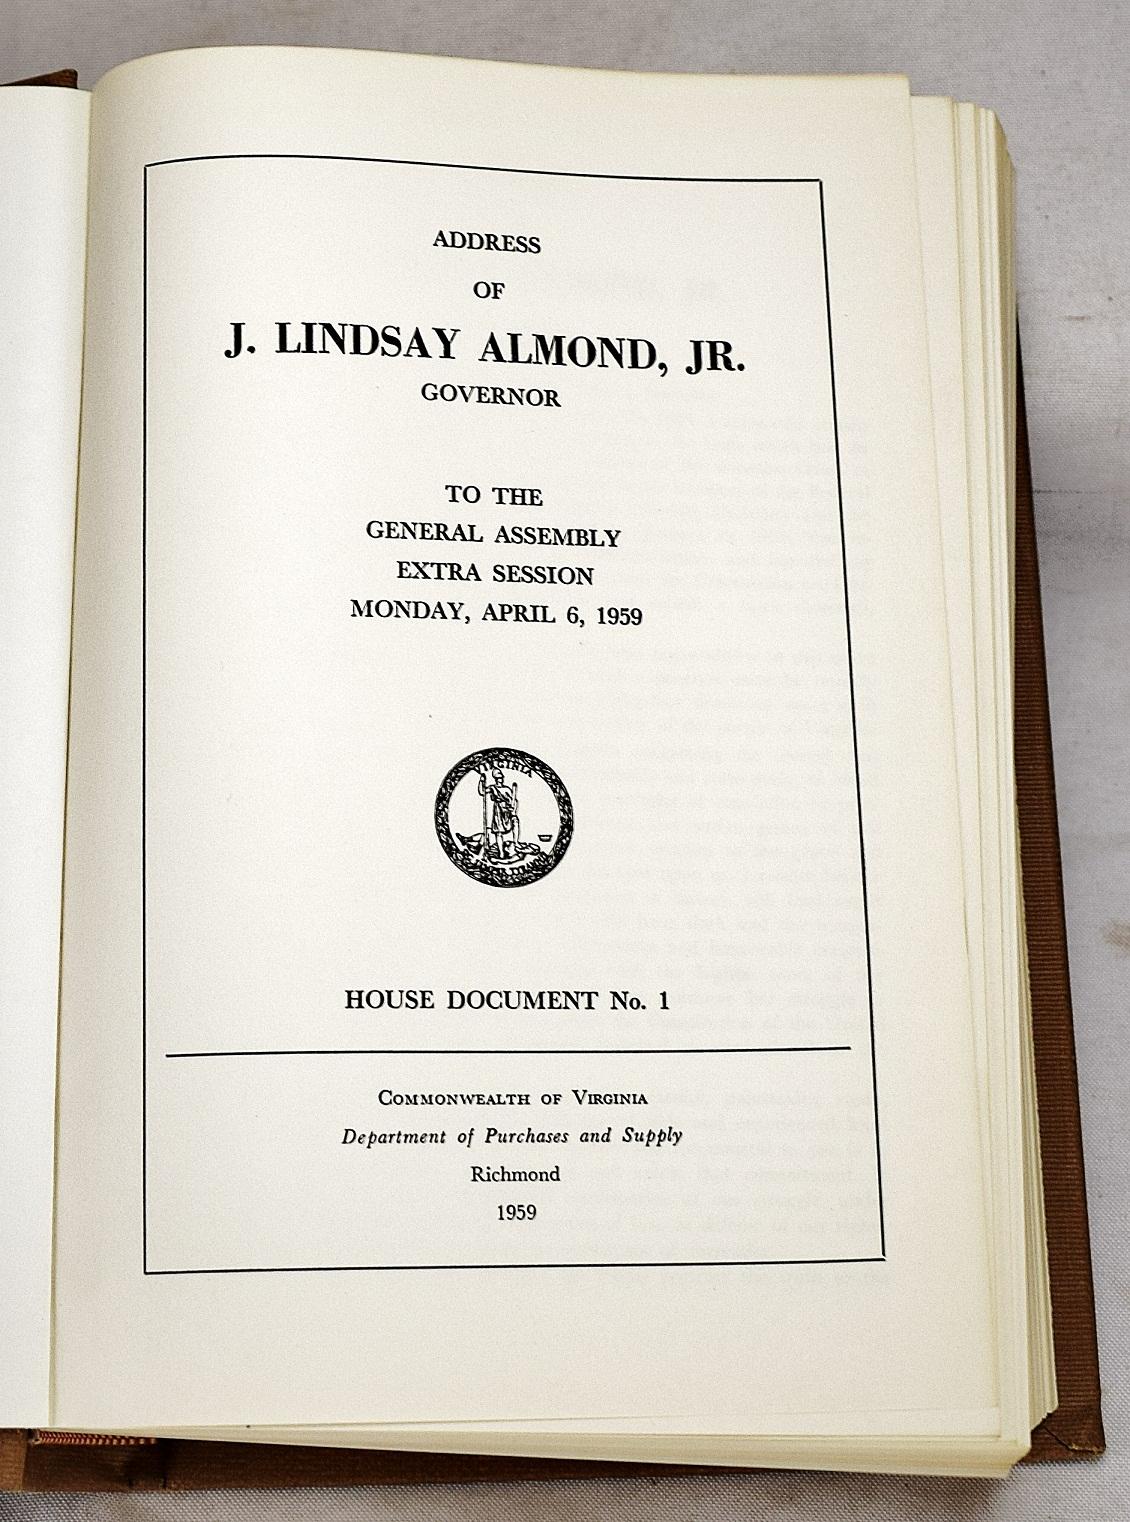 ADDRESS
OF
J. LINDSAY ALMOND, JR.
GOVERNOR
TO THE
GENERAL ASSEMBLY
EXTRA SESSION
MONDAY, APRIL 6, 1959
VIRGINIA
HOUSE DOCUMENT No. 1
COMMONWEALTH OF VIRGINIA
Department of Purchases and Supply
Richmond
1959